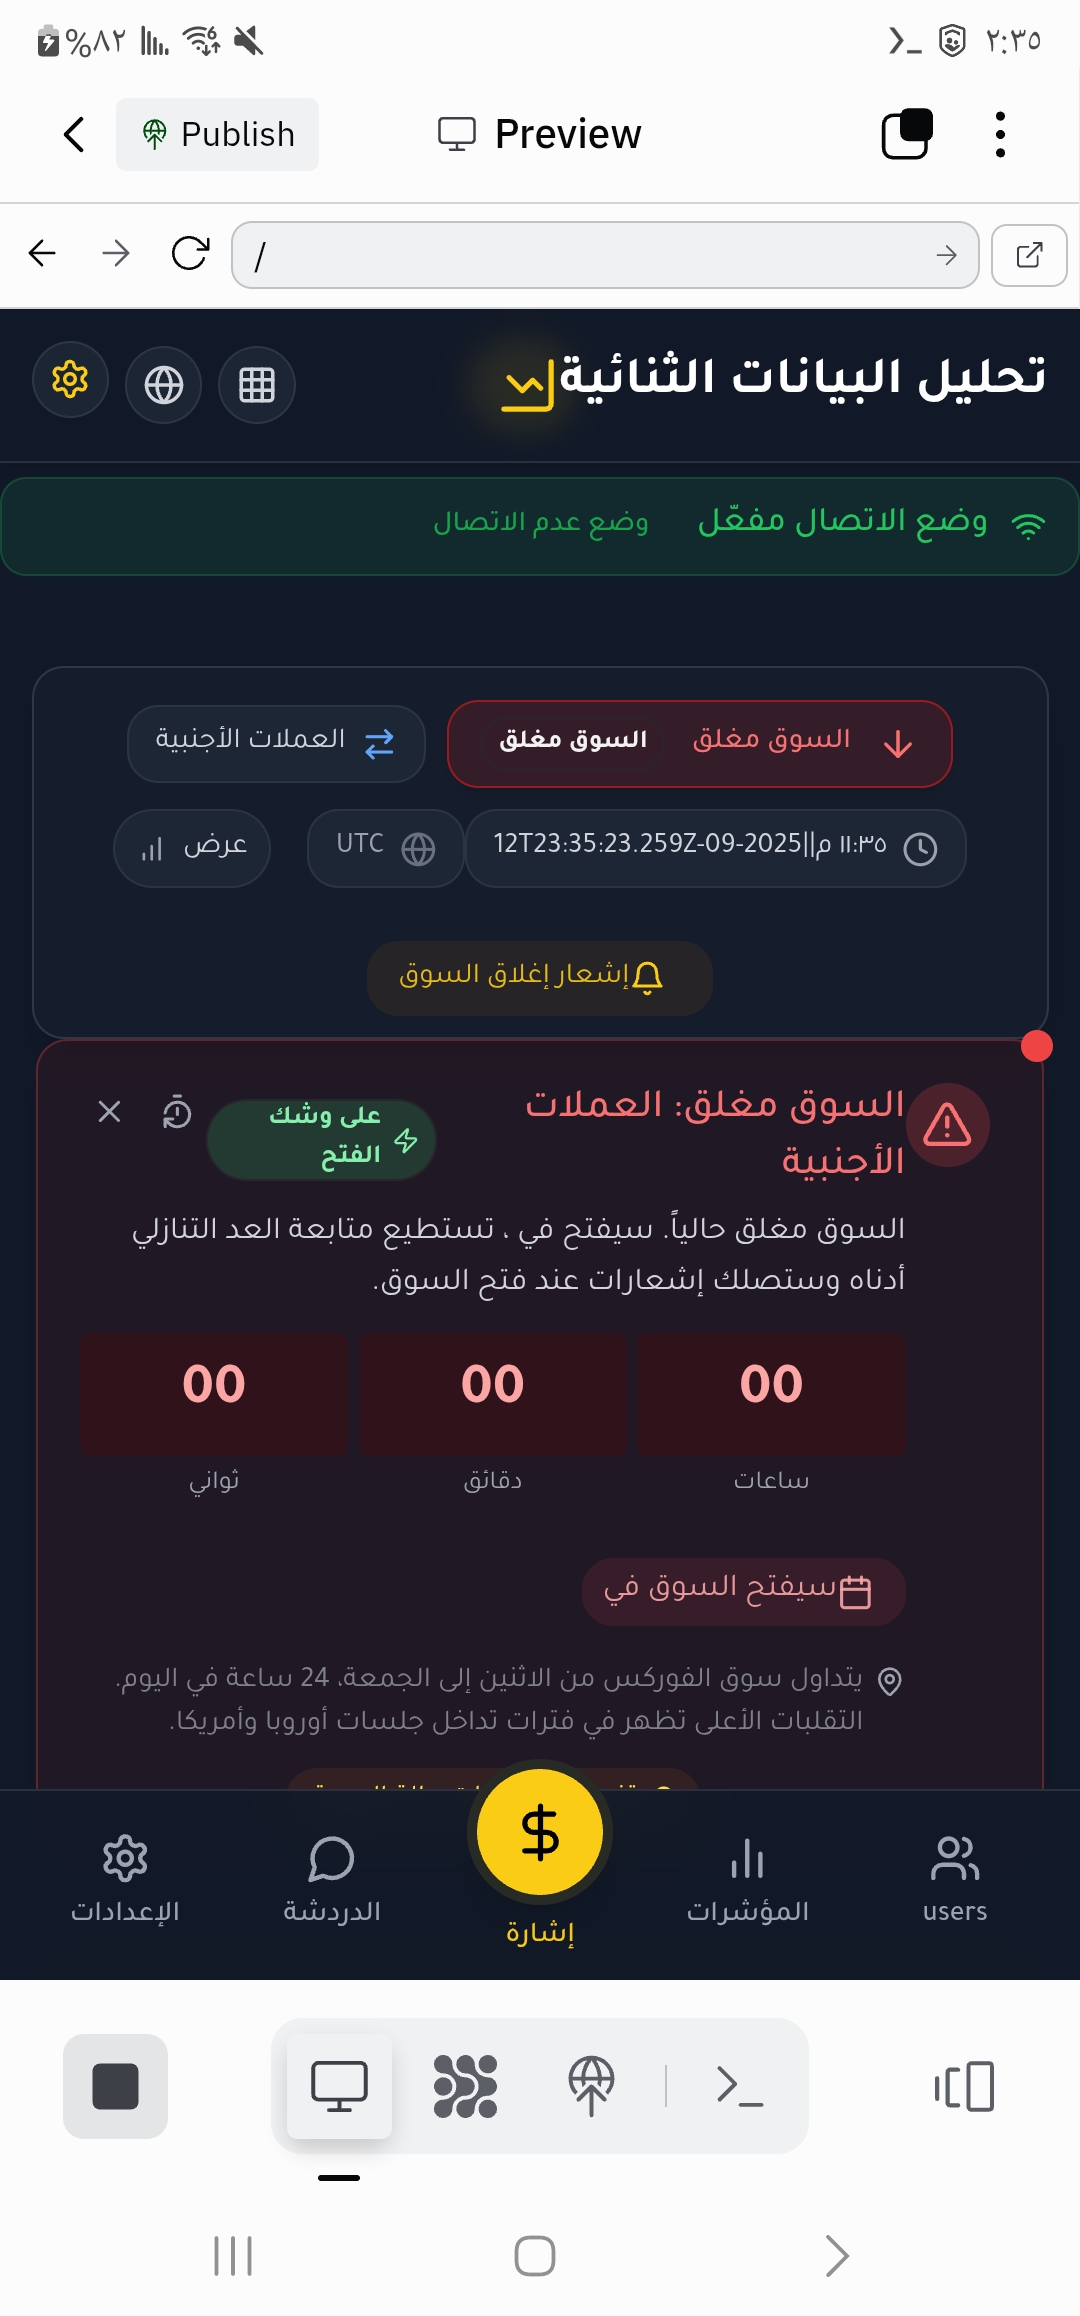 ٢:٣٥
%٨٢
Publish
Preview
/
تحليل البيانات الثنائية
وضع الاتصال مفعّل
وضع عدم الاتصال
السوق مغلق
السوق مغلق
العملات الأجنبية
١١:٣٥ م||2025-09-12T23:35:23.259Z
UTC
عرض
إشعار إغلاق السوق
السوق مغلق: العملات
الأجنبية
على وشك
الفتح
السوق مغلق حالياً. سيفتح في ، تستطيع متابعة العد التنازلي
أدناه وستصلك إشعارات عند فتح السوق.
00
00
00
ساعات
دقائق
ثواني
سيفتح السوق في
يتداول سوق الفوركس من الاثنين إلى الجمعة، 24 ساعة في اليوم.
التقلبات الأعلى تظهر في فترات تداخل جلسات أوروبا وأمريكا.
users
المؤشرات
إشارة
الدردشة
الإعدادات